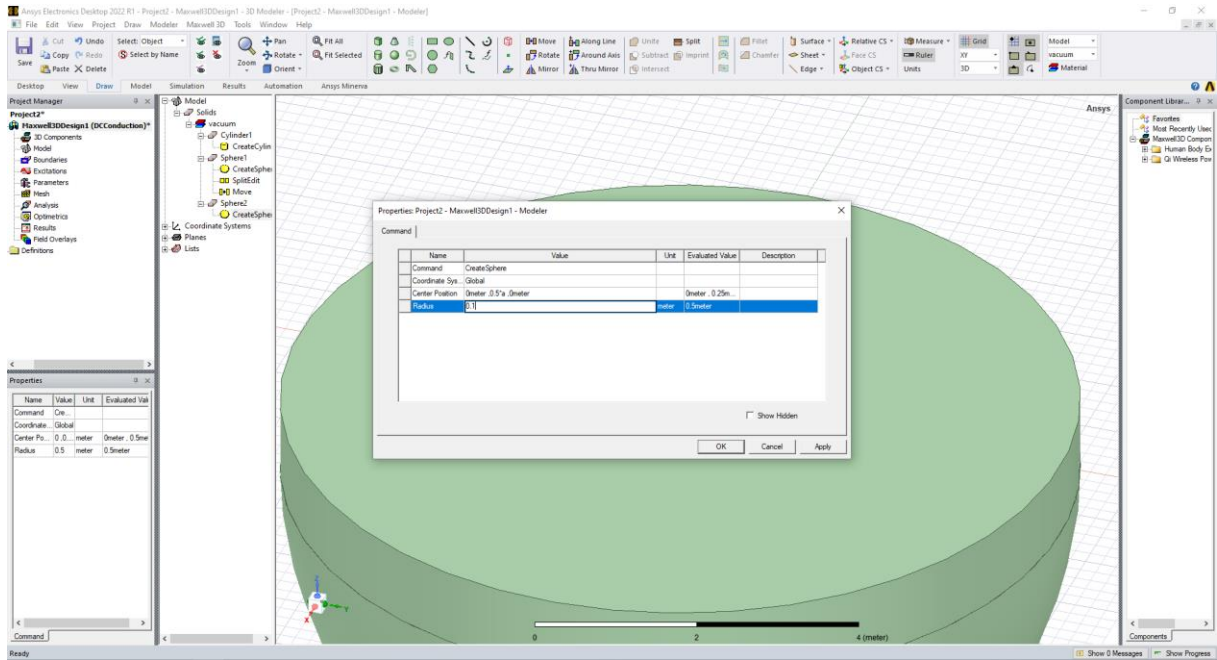 Ansys Electronics Desktop 2022 R1 - Project2 - Maxwell3DDesign1 - 3D Modeler - [Project2 - Maxwell3DDesign1 - Modeler]
File Edit View Project Draw Modeler Maxwell 3D Tools Window Help
Save
Cut Undo
Copy Redo
Paste Delete
Select: Object
Select by Name
Zoom
Pan
Rotate
Orient
Fit All
Fit Selected
Move Along Line Unite Split Fillet
Rotate Around Axis Subtract Imprint Chamfer
Mirror Thru Mirror Intersect
Surface Relative CS Measure Grid
Sheet Face CS Ruler XY
Edge Object CS Units 3D
Model
vacuum
Material
Desktop View Draw Model Simulation Results Automation Ansys Minerva
Project Manager
Project2*
Maxwell3DDesign1 (DCConduction)*
3D Components
Model
Boundaries
Excitations
Parameters
Mesh
Analysis
Optimetrics
Results
Field Overlays
Definitions
Model
Solids
vacuum
Cylinder1
CreateCylin
Sphere1
CreateSphe
SplitEdit
Move
Sphere2
CreateSphe
Coordinate Systems
Planes
Lists
Ansys
Component Librar...
Favorites
Most Recently Usec
Maxwell3D Compon
Human Body Ex
Qi Wireless Pow
Properties: Project2 - Maxwell3DDesign1 - Modeler
Command
Name Value Unit Evaluated Value Description
Command CreateSphere
Coordinate Sys... Global
Center Position 0meter ,0.5*a ,0meter 0meter , 0.25m...
Radius 0.1 meter 0.5meter
Show Hidden
OK Cancel Apply
Properties
Name Value Unit Evaluated Val
Command Cre...
Coordinate... Global
Center Po... 0 ,0.... meter 0meter , 0.5me
Radius 0.5 meter 0.5meter
Command
Z
Y
X
0 2 4 (meter)
Components
Ready
Show 0 Messages Show Progress